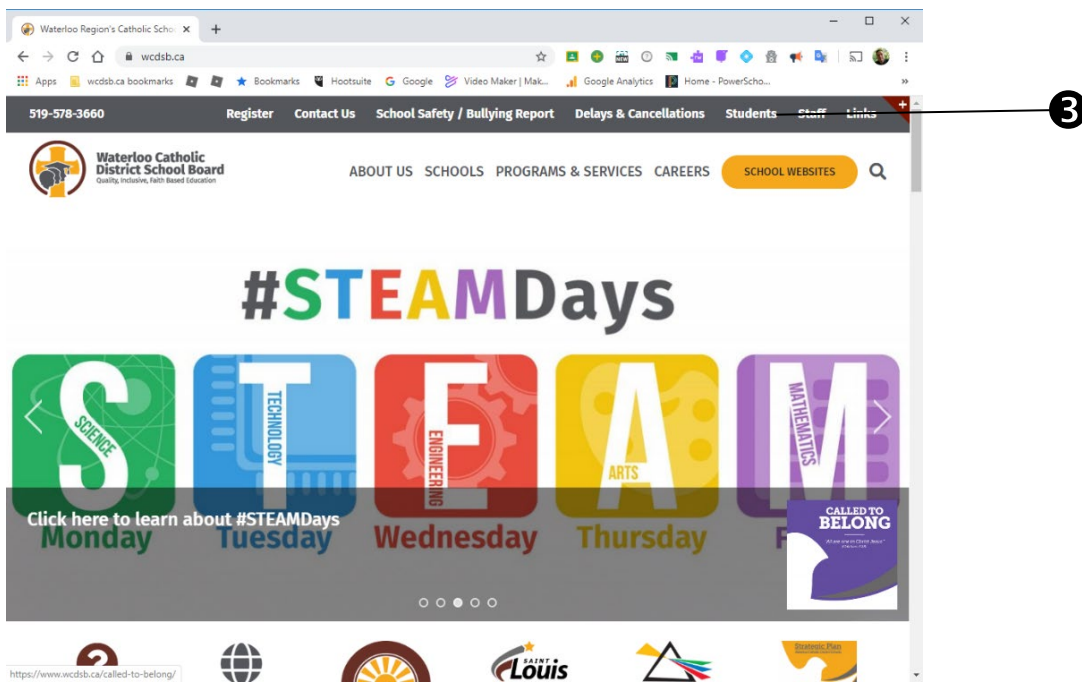 Waterloo Region's Catholic Scho
wcdsb.ca
Apps wcdsb.ca bookmarks Bookmarks Hootsuite Google Video Maker | Mak... Google Analytics Home - PowerScho...
519-578-3660 Register Contact Us School Safety / Bullying Report Delays & Cancellations Students Staff Links
3
Waterloo Catholic
District School Board
Quality, Inclusive, Faith Based Education
ABOUT US SCHOOLS PROGRAMS & SERVICES CAREERS SCHOOL WEBSITES
#STEAMDays
S T E A M
SCIENCE TECHNOLOGY ENGINEERING ARTS MATHEMATICS
Click here to learn about #STEAMDays
Monday Tuesday Wednesday Thursday F
CALLED TO
BELONG
SAINT
Louis
Strategic Plan
https://www.wcdsb.ca/called-to-belong/